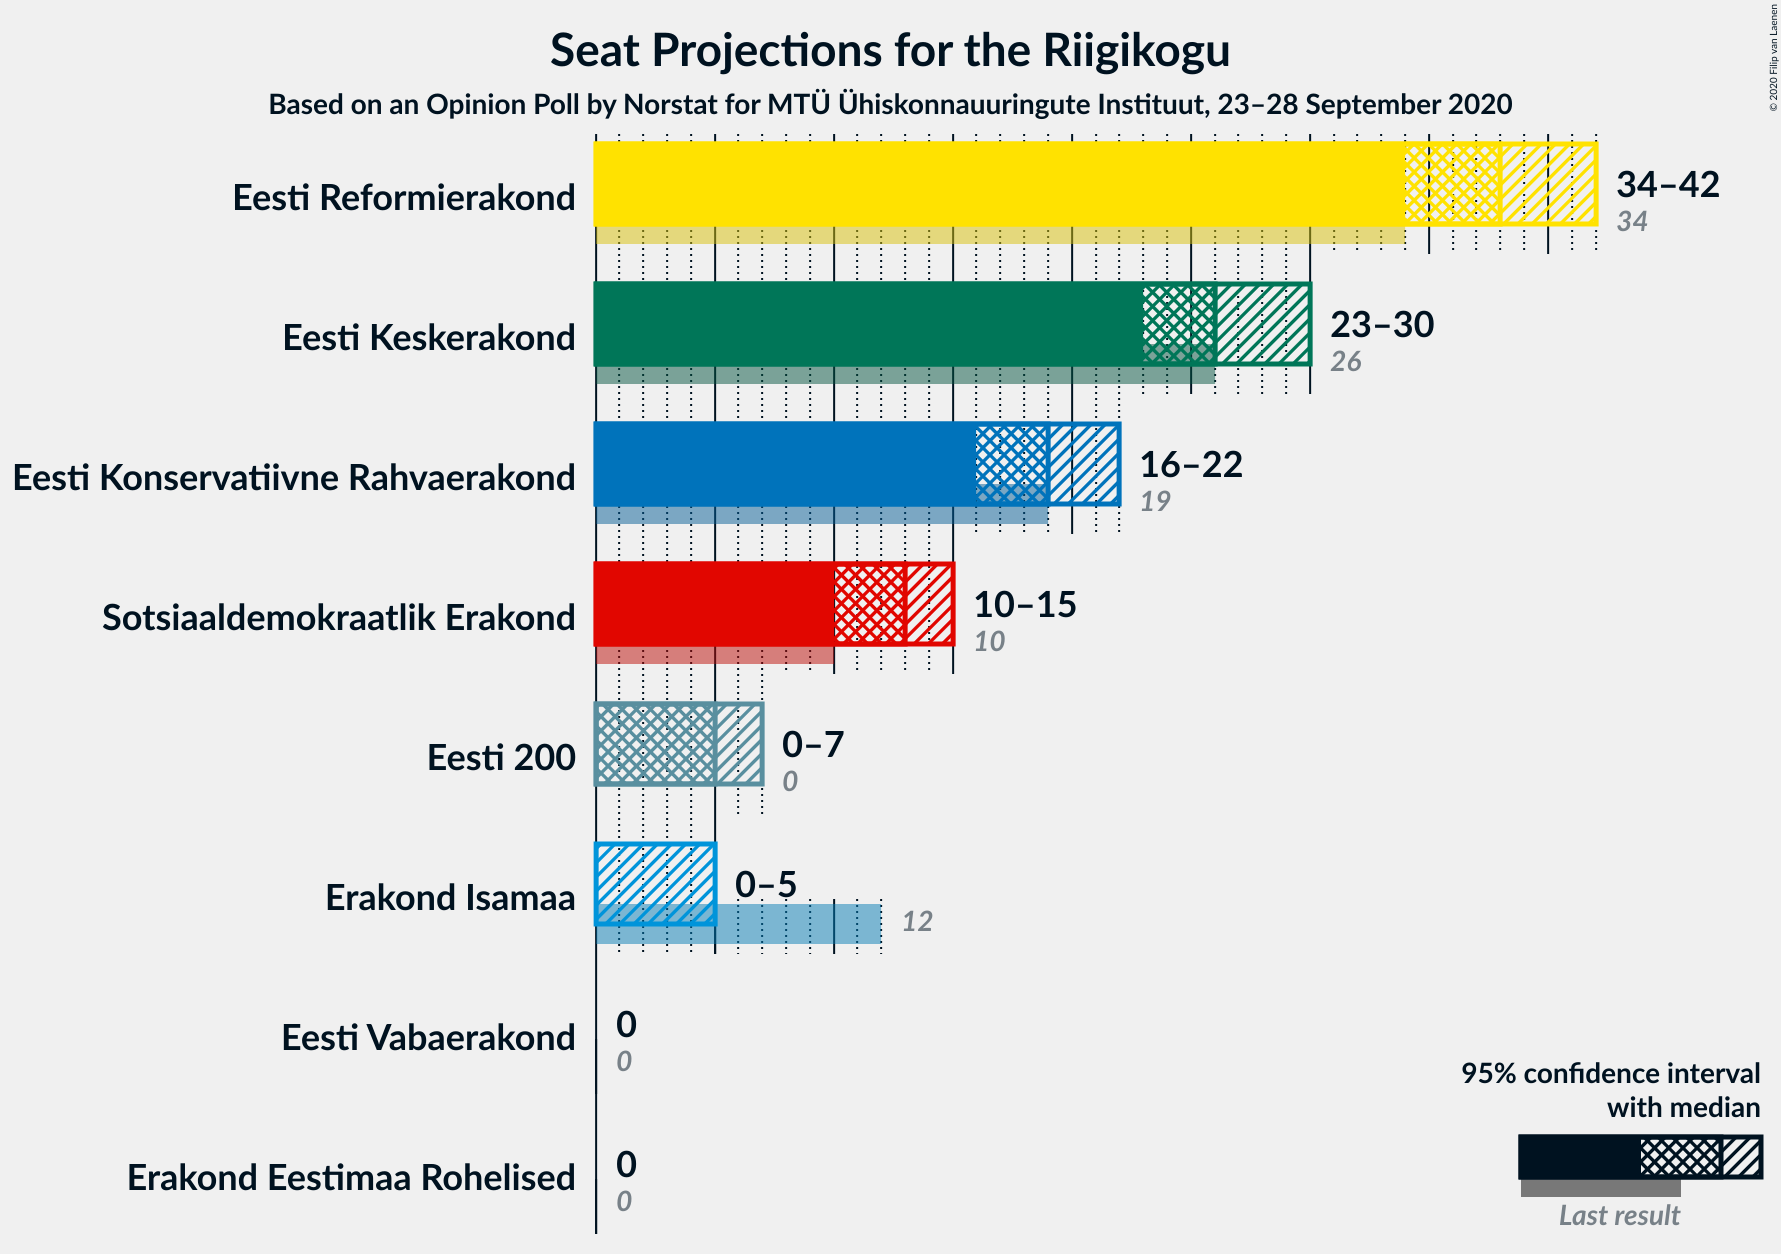 Seat Projections for the Riigikogu
Based on an Opinion Poll by Norstat for MTÜ Ühiskonnauuringute Instituut, 23–28 September 2020
© 2020 Filip van Laenen
Eesti Reformierakond
34–42
34
Eesti Keskerakond
23–30
26
Eesti Konservatiivne Rahvaerakond
16–22
19
Sotsiaaldemokraatlik Erakond
10–15
10
Eesti 200
0–7
0
Erakond Isamaa
0–5
12
Eesti Vabaerakond
0
0
Erakond Eestimaa Rohelised
0
0
95% confidence interval
with median
Last result